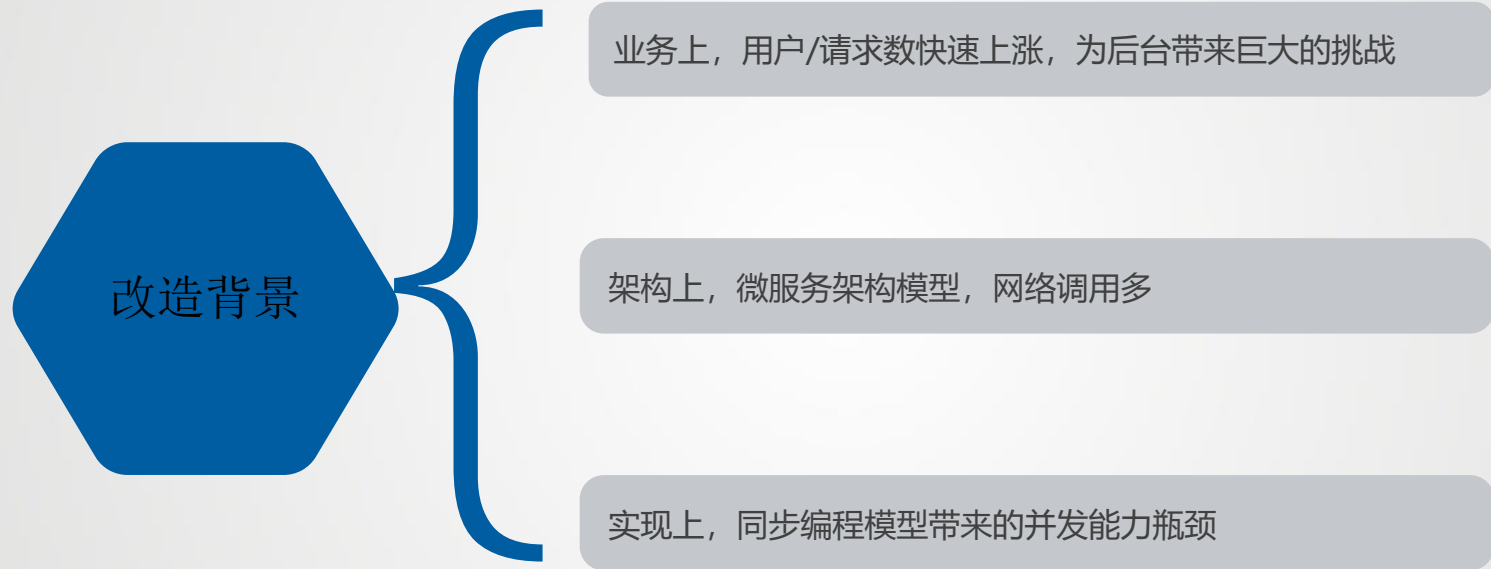 业务上，用户/请求数快速上涨，为后台带来巨大的挑战
改造背景
架构上，微服务架构模型，网络调用多
实现上，同步编程模型带来的并发能力瓶颈